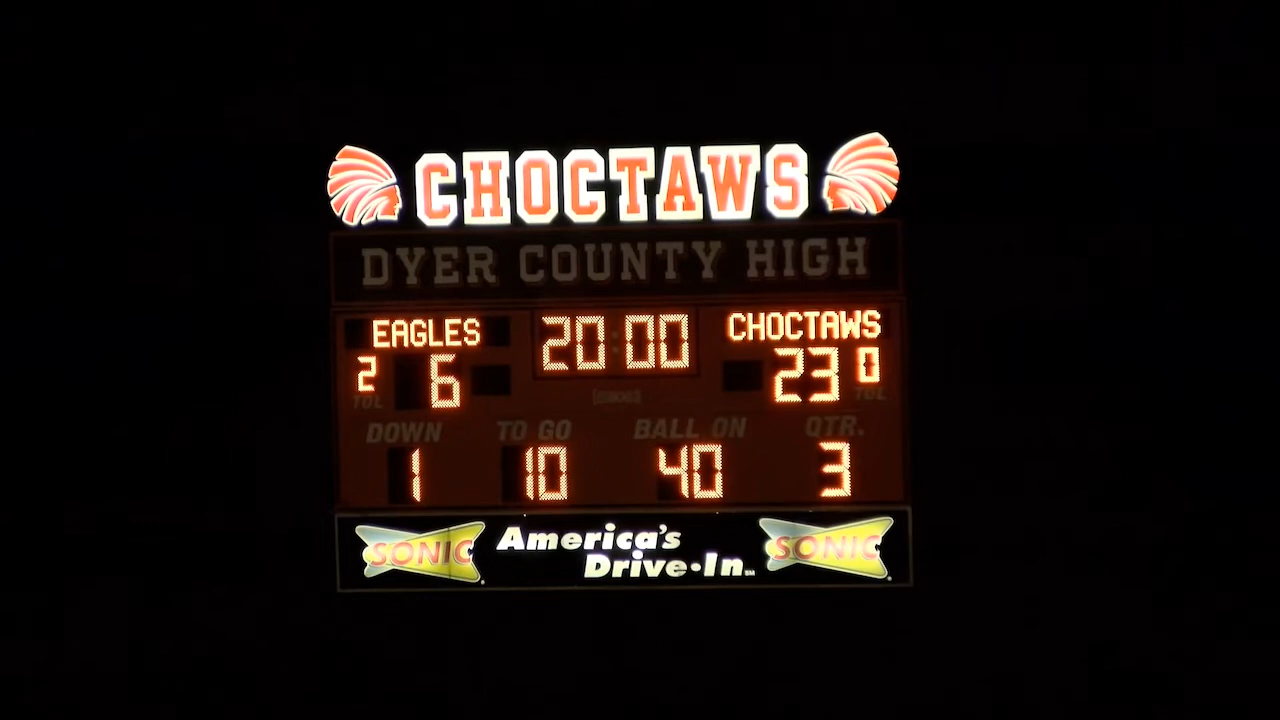 CHOCTAWS
DYER COUNTY HIGH
EAGLES 20:00 CHOCTAWS
2 6 23 0
TOL TOL
DOWN TO GO BALL ON QTR.
1 10 40 3
SONIC America's Drive-In SONIC